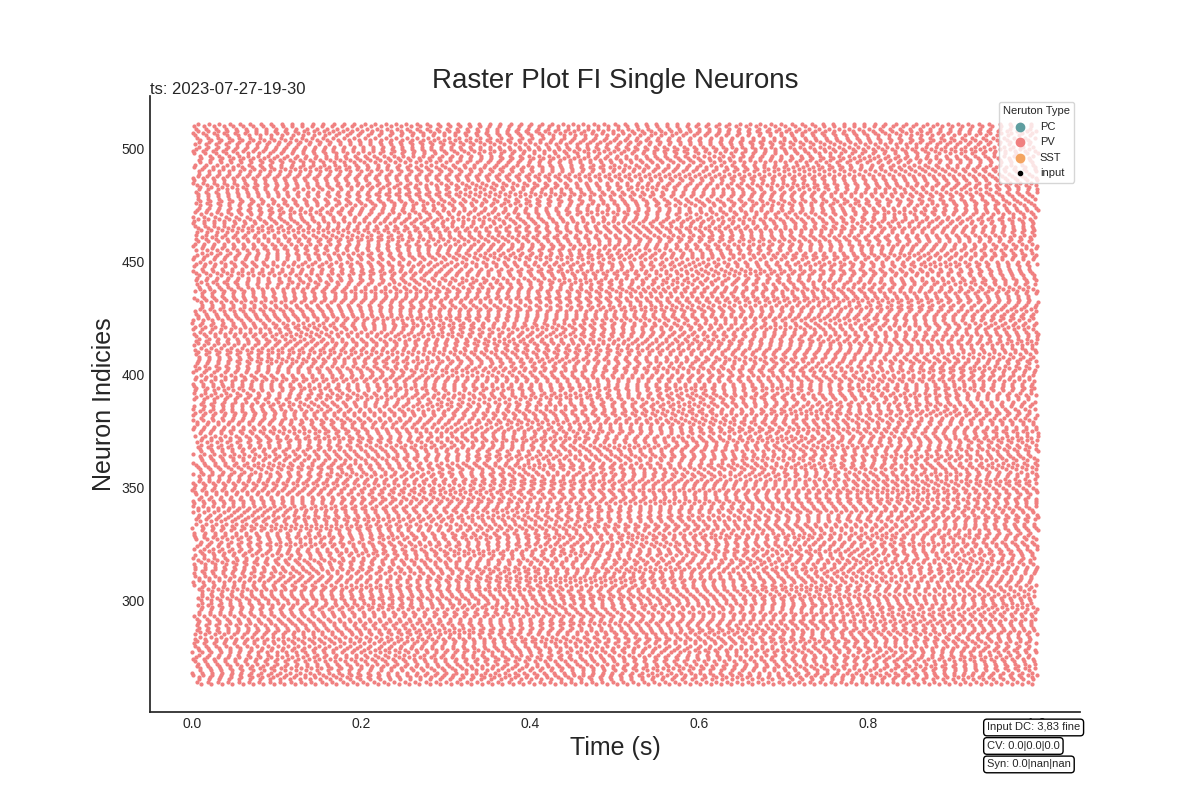 Raster Plot FI Single Neurons
ts: 2023-07-27-19-30
Neruton Type
PC
PV
SST
input
500
450
400
350
300
Neuron Indicies
0.0
0.2
0.4
0.6
0.8
Time (s)
Input DC: 3,83 fine
CV: 0.0|0.0|0.0
Syn: 0.0|nan|nan